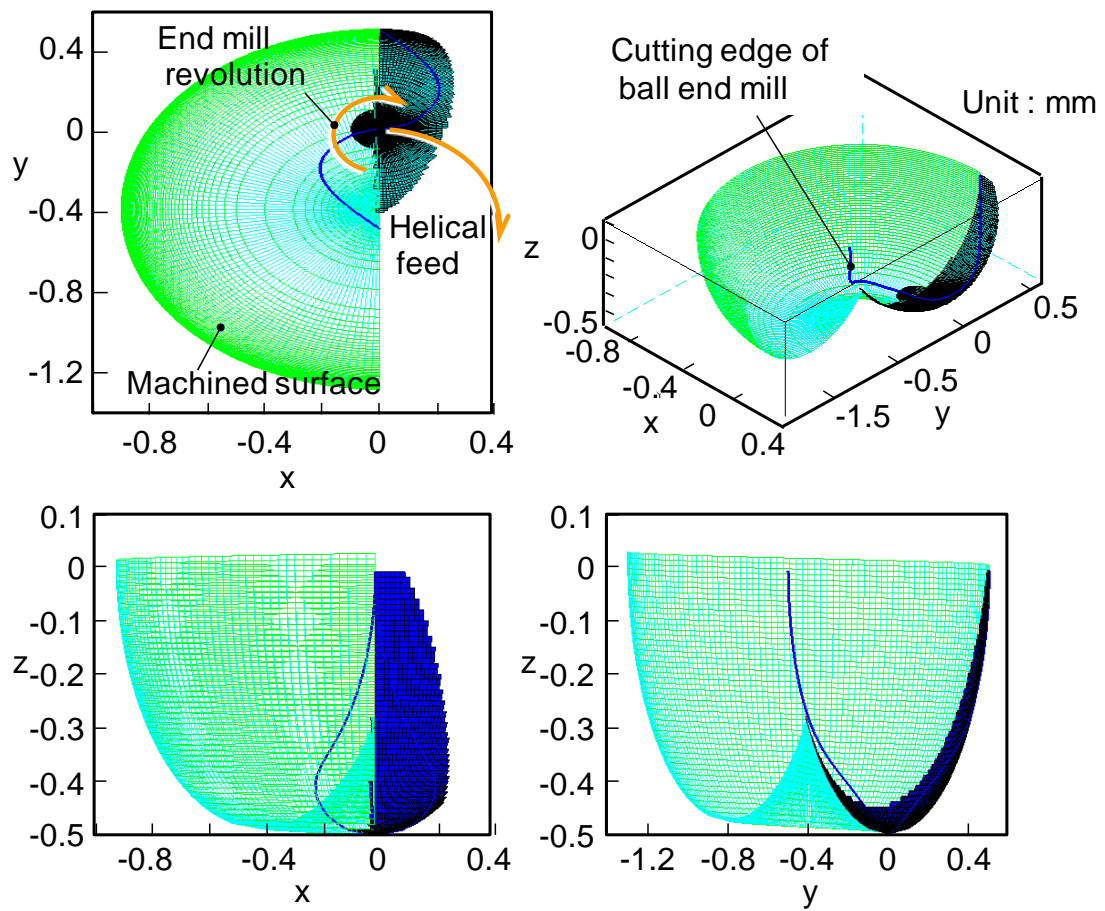 0.4
0
y
-0.4
-0.8
-1.2
End mill
revolution
Helical
feed
Machined surface
-0.8
-0.4
0
0.4
x
Cutting edge of
ball end mill
Unit : mm
z
0
-0.5
-0.8
-0.4
0
0.4
x
-1.5
-0.5
0
0.5
y
0.1
0
-0.1
z
-0.2
-0.3
-0.4
-0.5
-0.8
-0.4
0
0.4
x
0.1
0
-0.1
z
-0.2
-0.3
-0.4
-0.5
-1.2
-0.8
-0.4
0
0.4
y